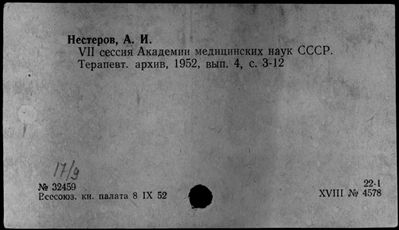 Нестеров, А. И.
VII сессия Академии медицинских наук СССР.
Терапевт. архив, 1952, вып. 4, с. 3-12
17/9
№ 32459
Всесоюз. кн. палата 8 IX 52
22-1
XVIII № 4578